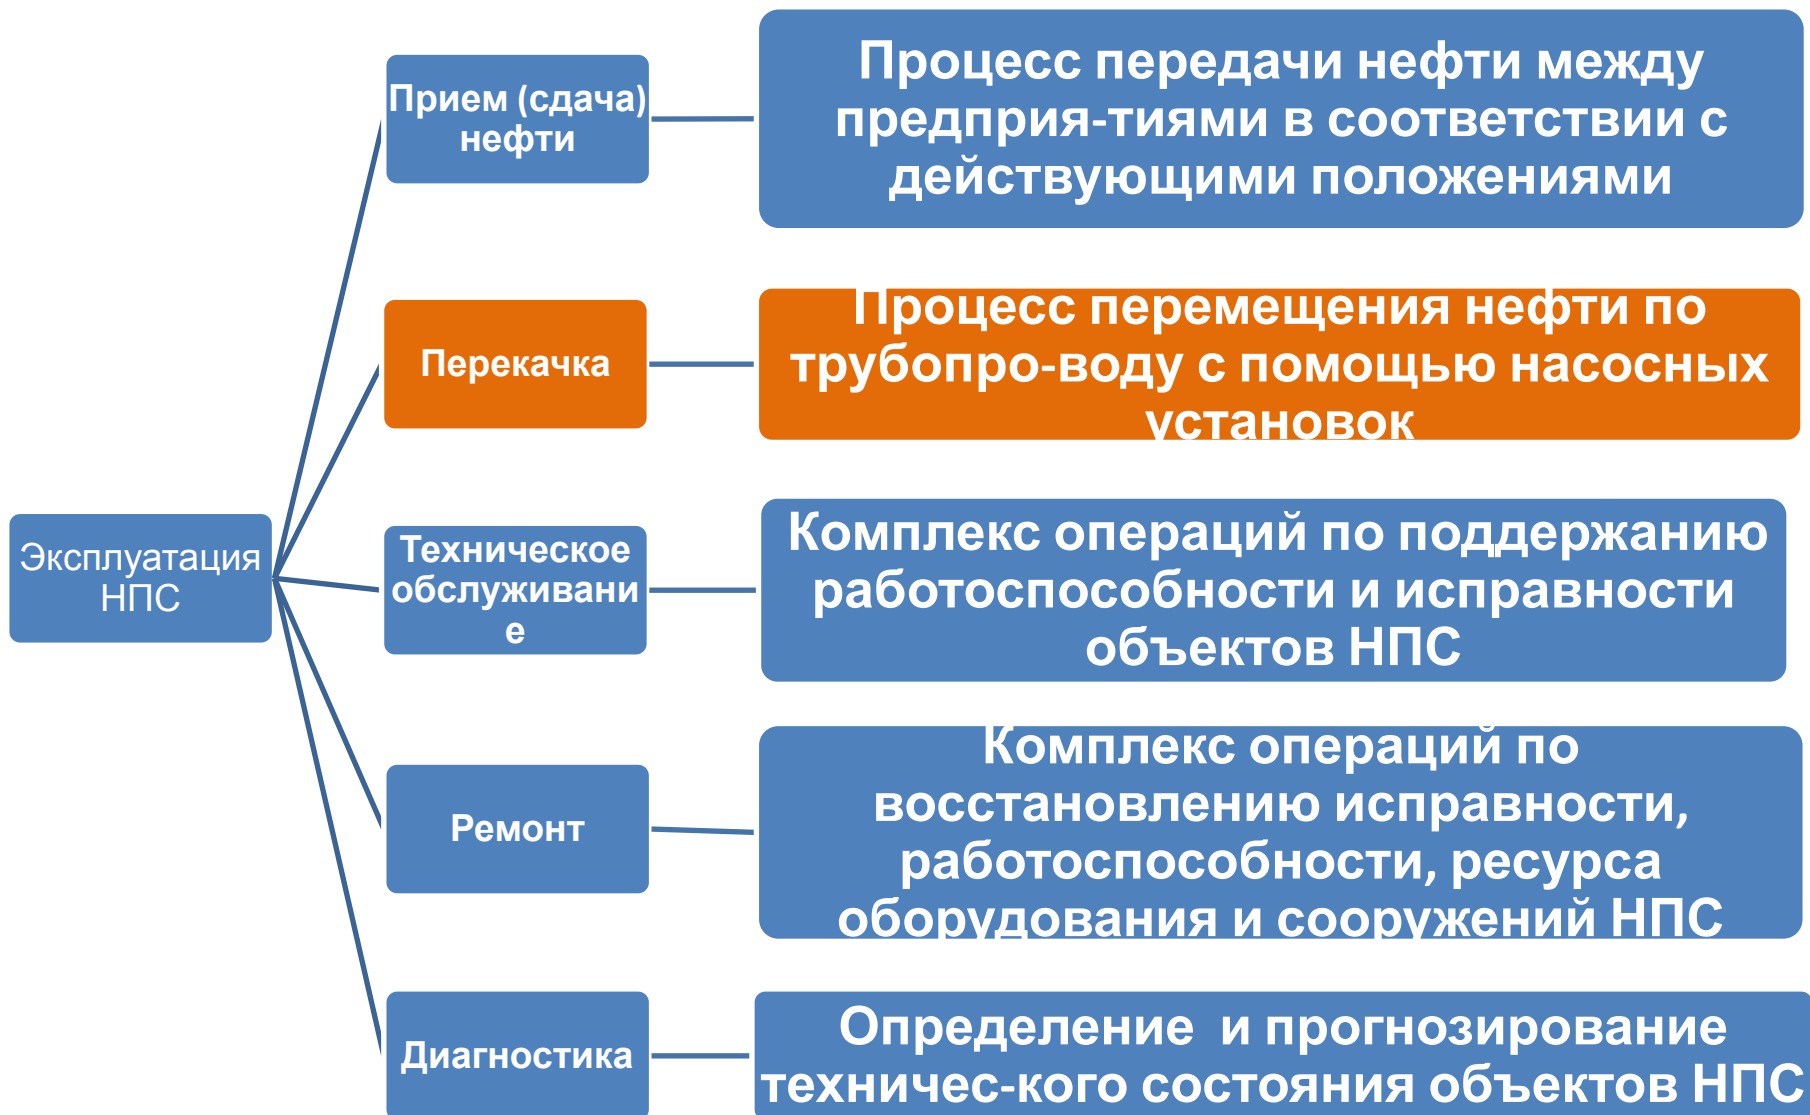 Прием (сдача)
нефти
Процесс передачи нефти между
предприя-тиями в соответствии с
действующими положениями
Перекачка
Процесс перемещения нефти по
трубопро-воду с помощью насосных
установок
Эксплуатация
НПС
Техническое
обслуживани
е
Комплекс операций по поддержанию
работоспособности и исправности
объектов НПС
Ремонт
Комплекс операций по
восстановлению исправности,
работоспособности, ресурса
оборудования и сооружений НПС
Диагностика
Определение  и прогнозирование
техничес-кого состояния объектов НПС